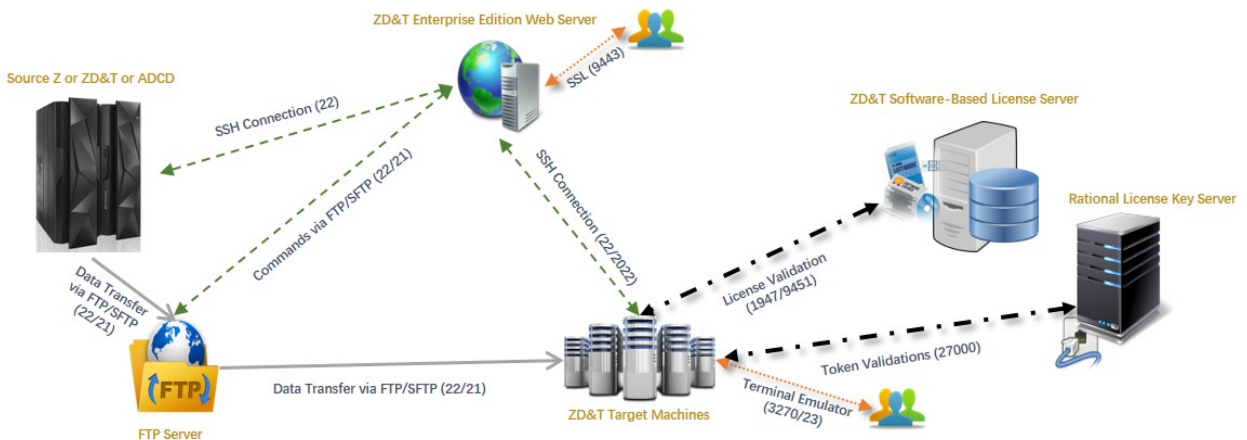 ZD&T Enterprise Edition Web Server
SSL (9443)
Source Z or ZD&T or ADCD
SSH Connection (22)
ZD&T Software-Based License Server
Commands via FTP/SFTP (22/21)
SSH Connection (22/2022)
Rational License Key Server
License Validation
(1947/9451)
Data Transfer
via FTP/SFTP
(22/21)
Token Validations (27000)
FTP
Data Transfer via FTP/SFTP (22/21)
Terminal Emulator
(3270/23)
ZD&T Target Machines
FTP Server